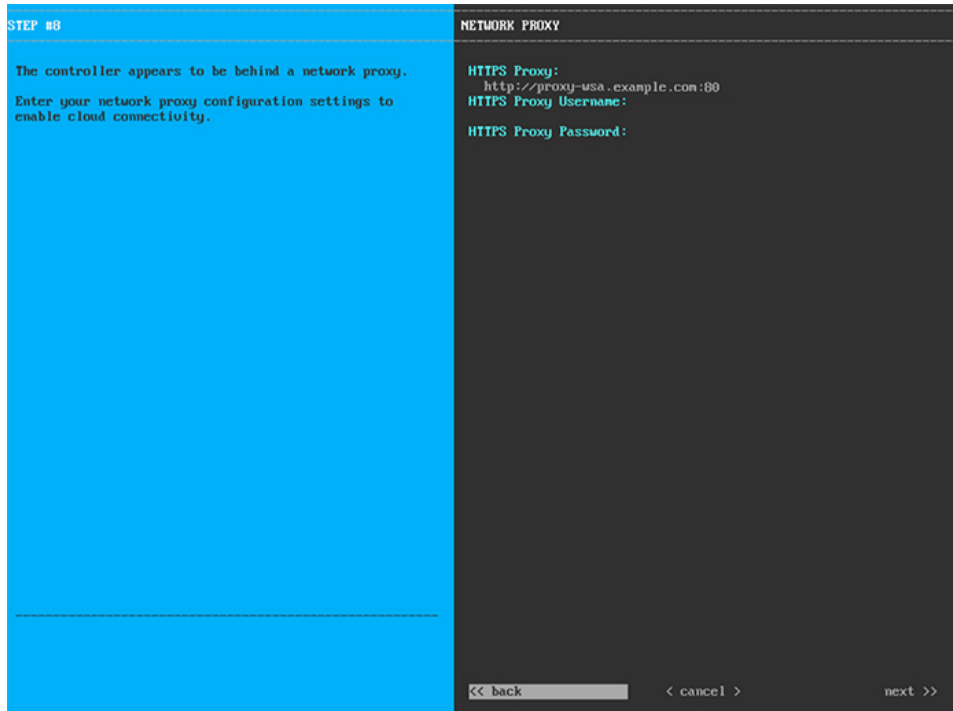 STEP #8
The controller appears to be behind a network proxy.
Enter your network proxy configuration settings to
enable cloud connectivity.
NETWORK PROXY
HTTPS Proxy:
http://proxy-wsa.example.com:80
HTTPS Proxy Username:
HTTPS Proxy Password:
<< back < cancel > next >>